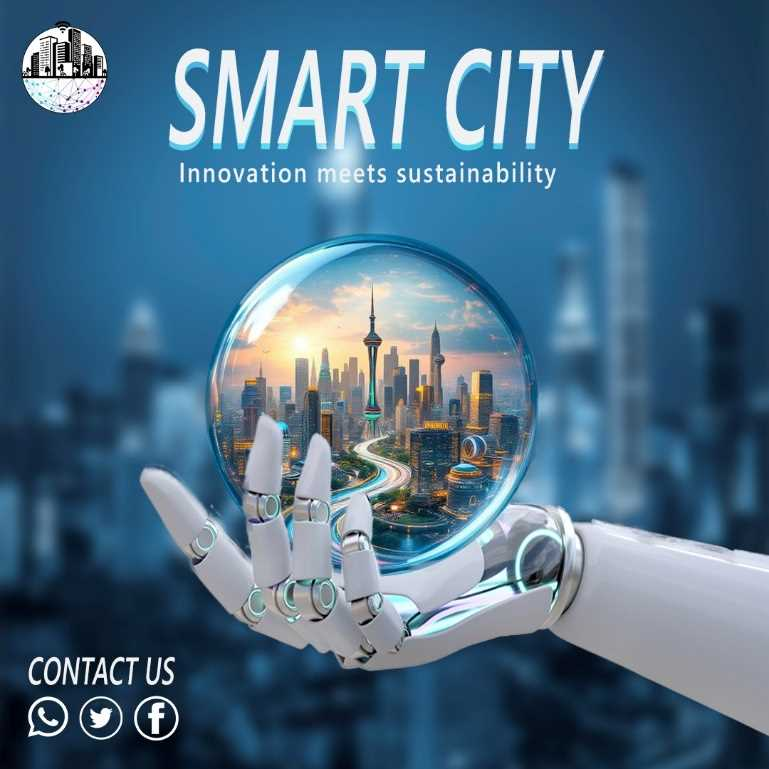 SMART CITY
Innovation meets sustainability
CONTACT US